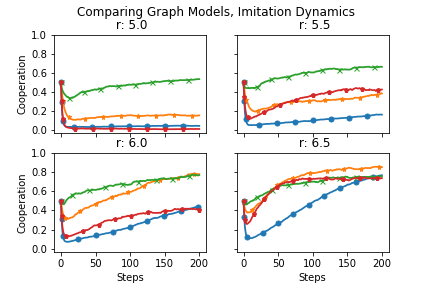 Comparing Graph Models, Imitation Dynamics
r: 5.0
r: 5.5
Cooperation
1.0
0.8
0.6
0.4
0.2
0.0
r: 6.0
r: 6.5
Cooperation
1.0
0.8
0.6
0.4
0.2
0.0
0 50 100 150 200
0 50 100 150 200
Steps
Steps